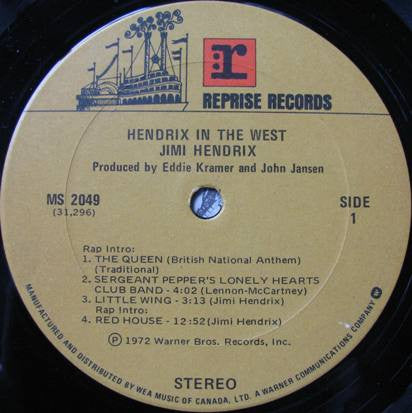 r
REPRISE RECORDS
HENDRIX IN THE WEST
JIMI HENDRIX
Produced by Eddie Kramer and John Jansen
MS 2049
(31,296)
SIDE
1
Rap Intro:
1. THE QUEEN (British National Anthem)
(Traditional)
2. SERGEANT PEPPER'S LONELY HEARTS
CLUB BAND - 4:02 (Lennon-McCartney)
3. LITTLE WING - 3:13 (Jimi Hendrix)
Rap Intro:
4. RED HOUSE - 12:52 (Jimi Hendrix)
Ⓟ 1972 Warner Bros. Records, Inc.
STEREO
MANUFACTURED AND DISTRIBUTED BY WEA MUSIC OF CANADA, LTD. A WARNER COMMUNICATIONS COMPANY